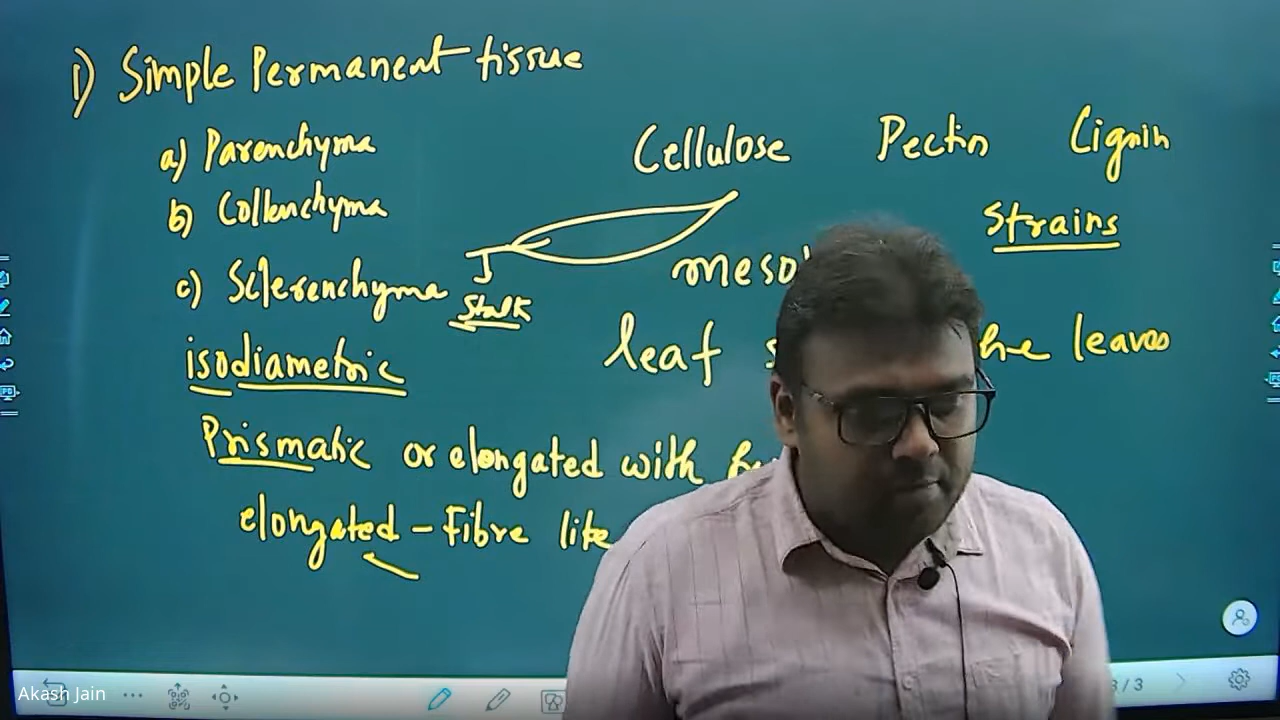 1) Simple Permanent tissue
a) Parenchyma
Cellulose Pectin Lignin
b) Collenchyma
Strains
c) Sclerenchyma
Stalk
isodiametric
leaf leaves
Prismatic or elongated with
elongated - Fibre like
Akash Jain
/3